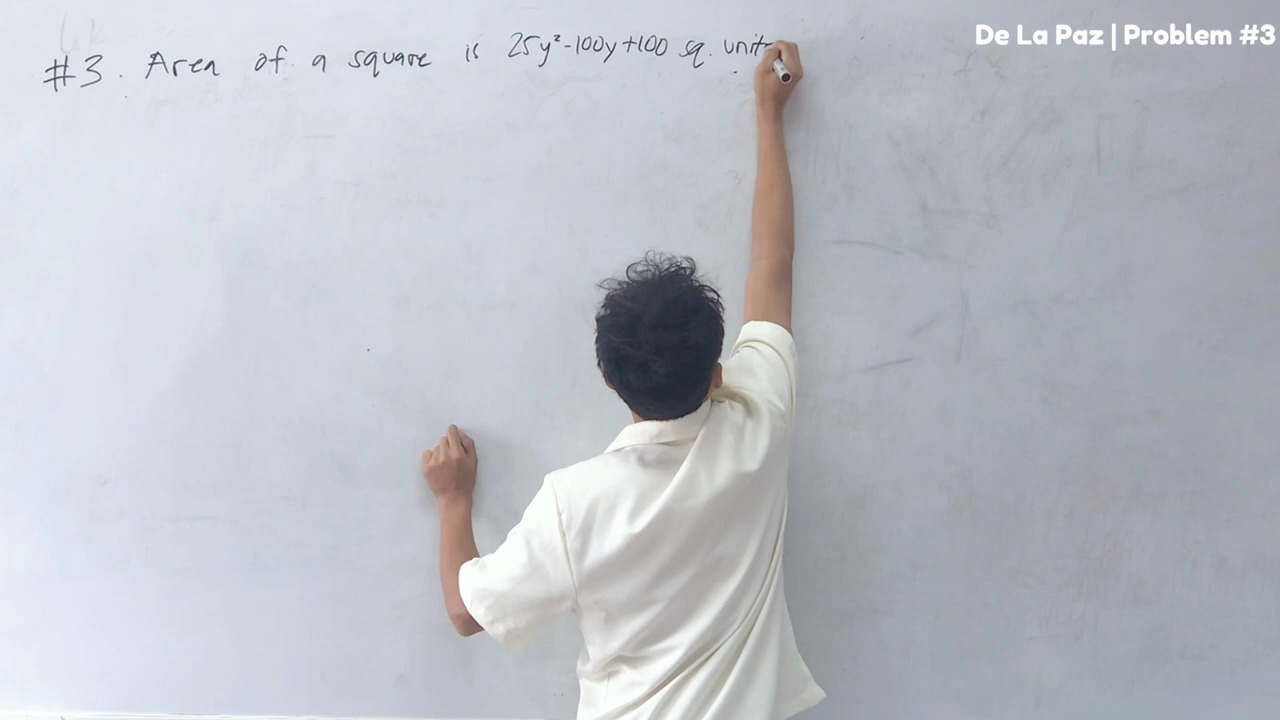 De La Paz | Problem #3
#3. Area of a square is 25y²-100y+100 sq. units